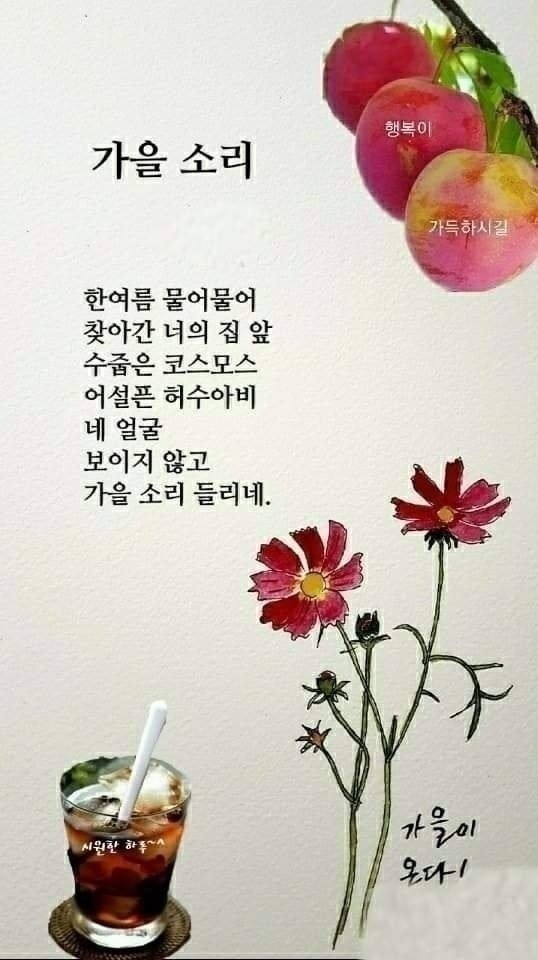 행복이
가득하시길
가을 소리
한여름 물어물어
찾아간 너의 집 앞
수줍은 코스모스
어설픈 허수아비
네 얼굴
보이지 않고
가을 소리 들리네.
시원한 하루~^
가을이
온다!